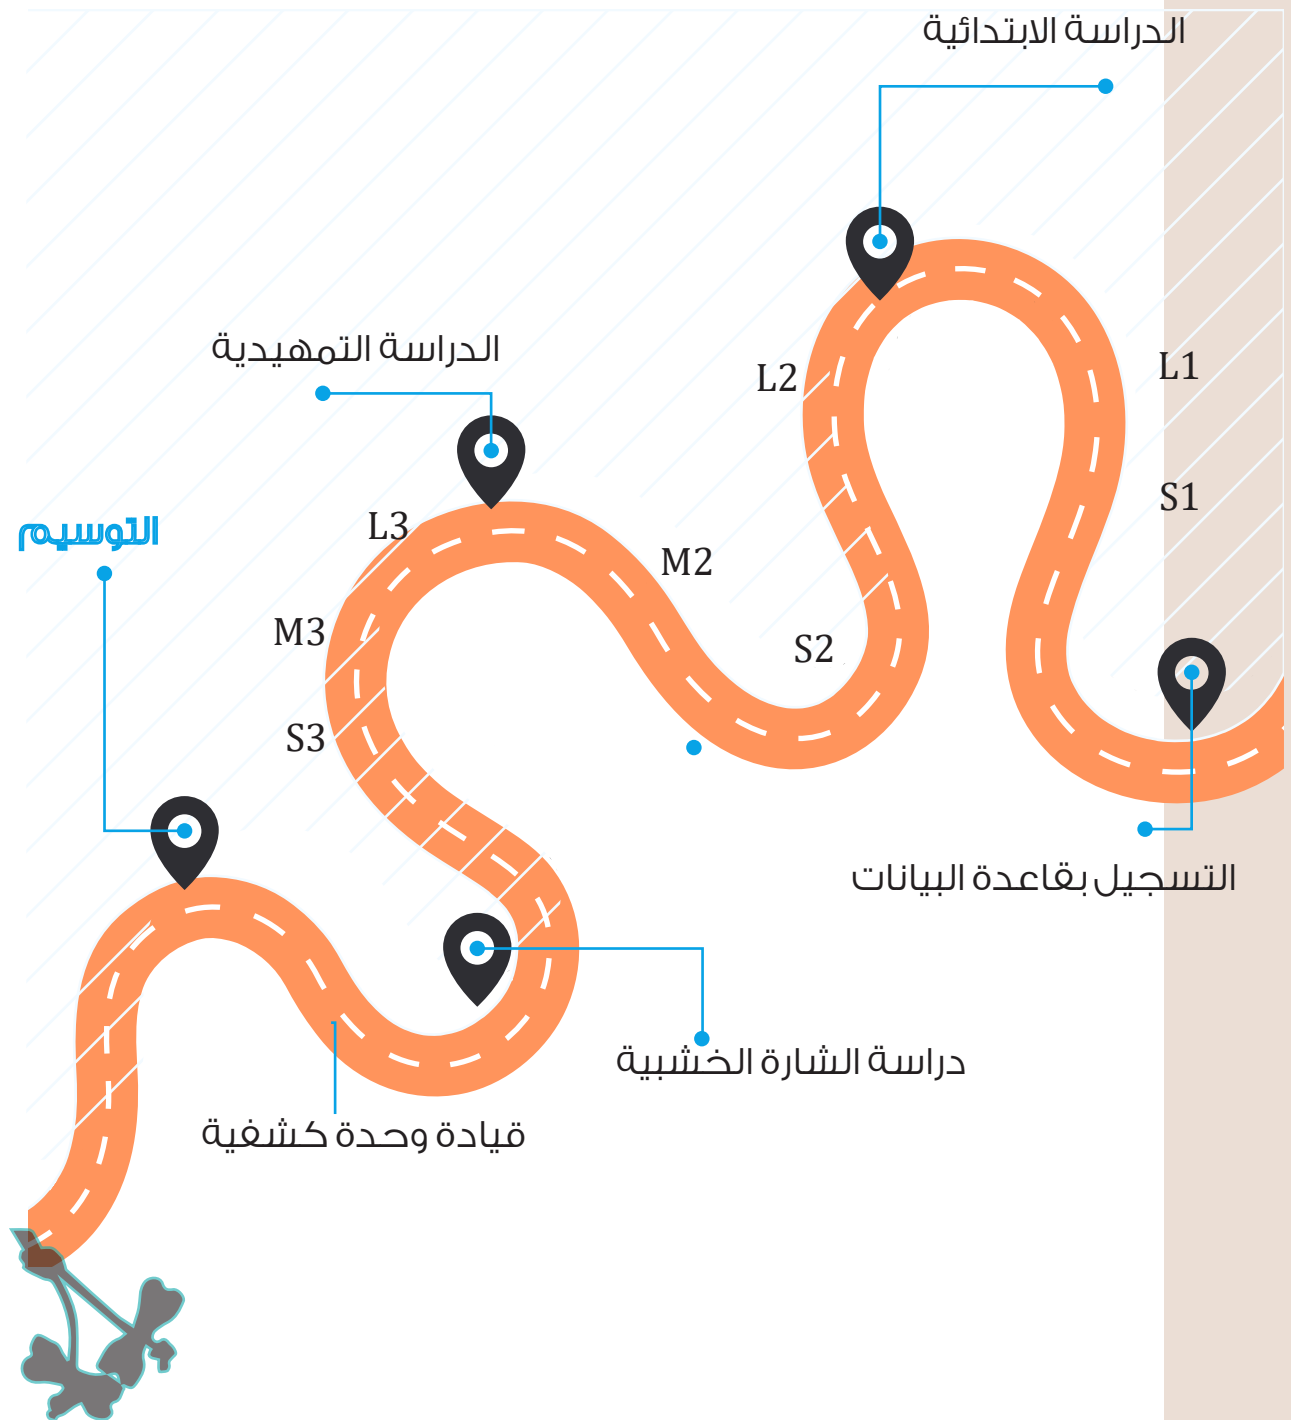 الدراسة الابتدائية
الدراسة التمهيدية
L2
L1
S1
التوسيم
L3
M2
M3
S2
S3
التسجيل بقاعدة البيانات
دراسة الشارة الخشبية
قيادة وحدة كشفية